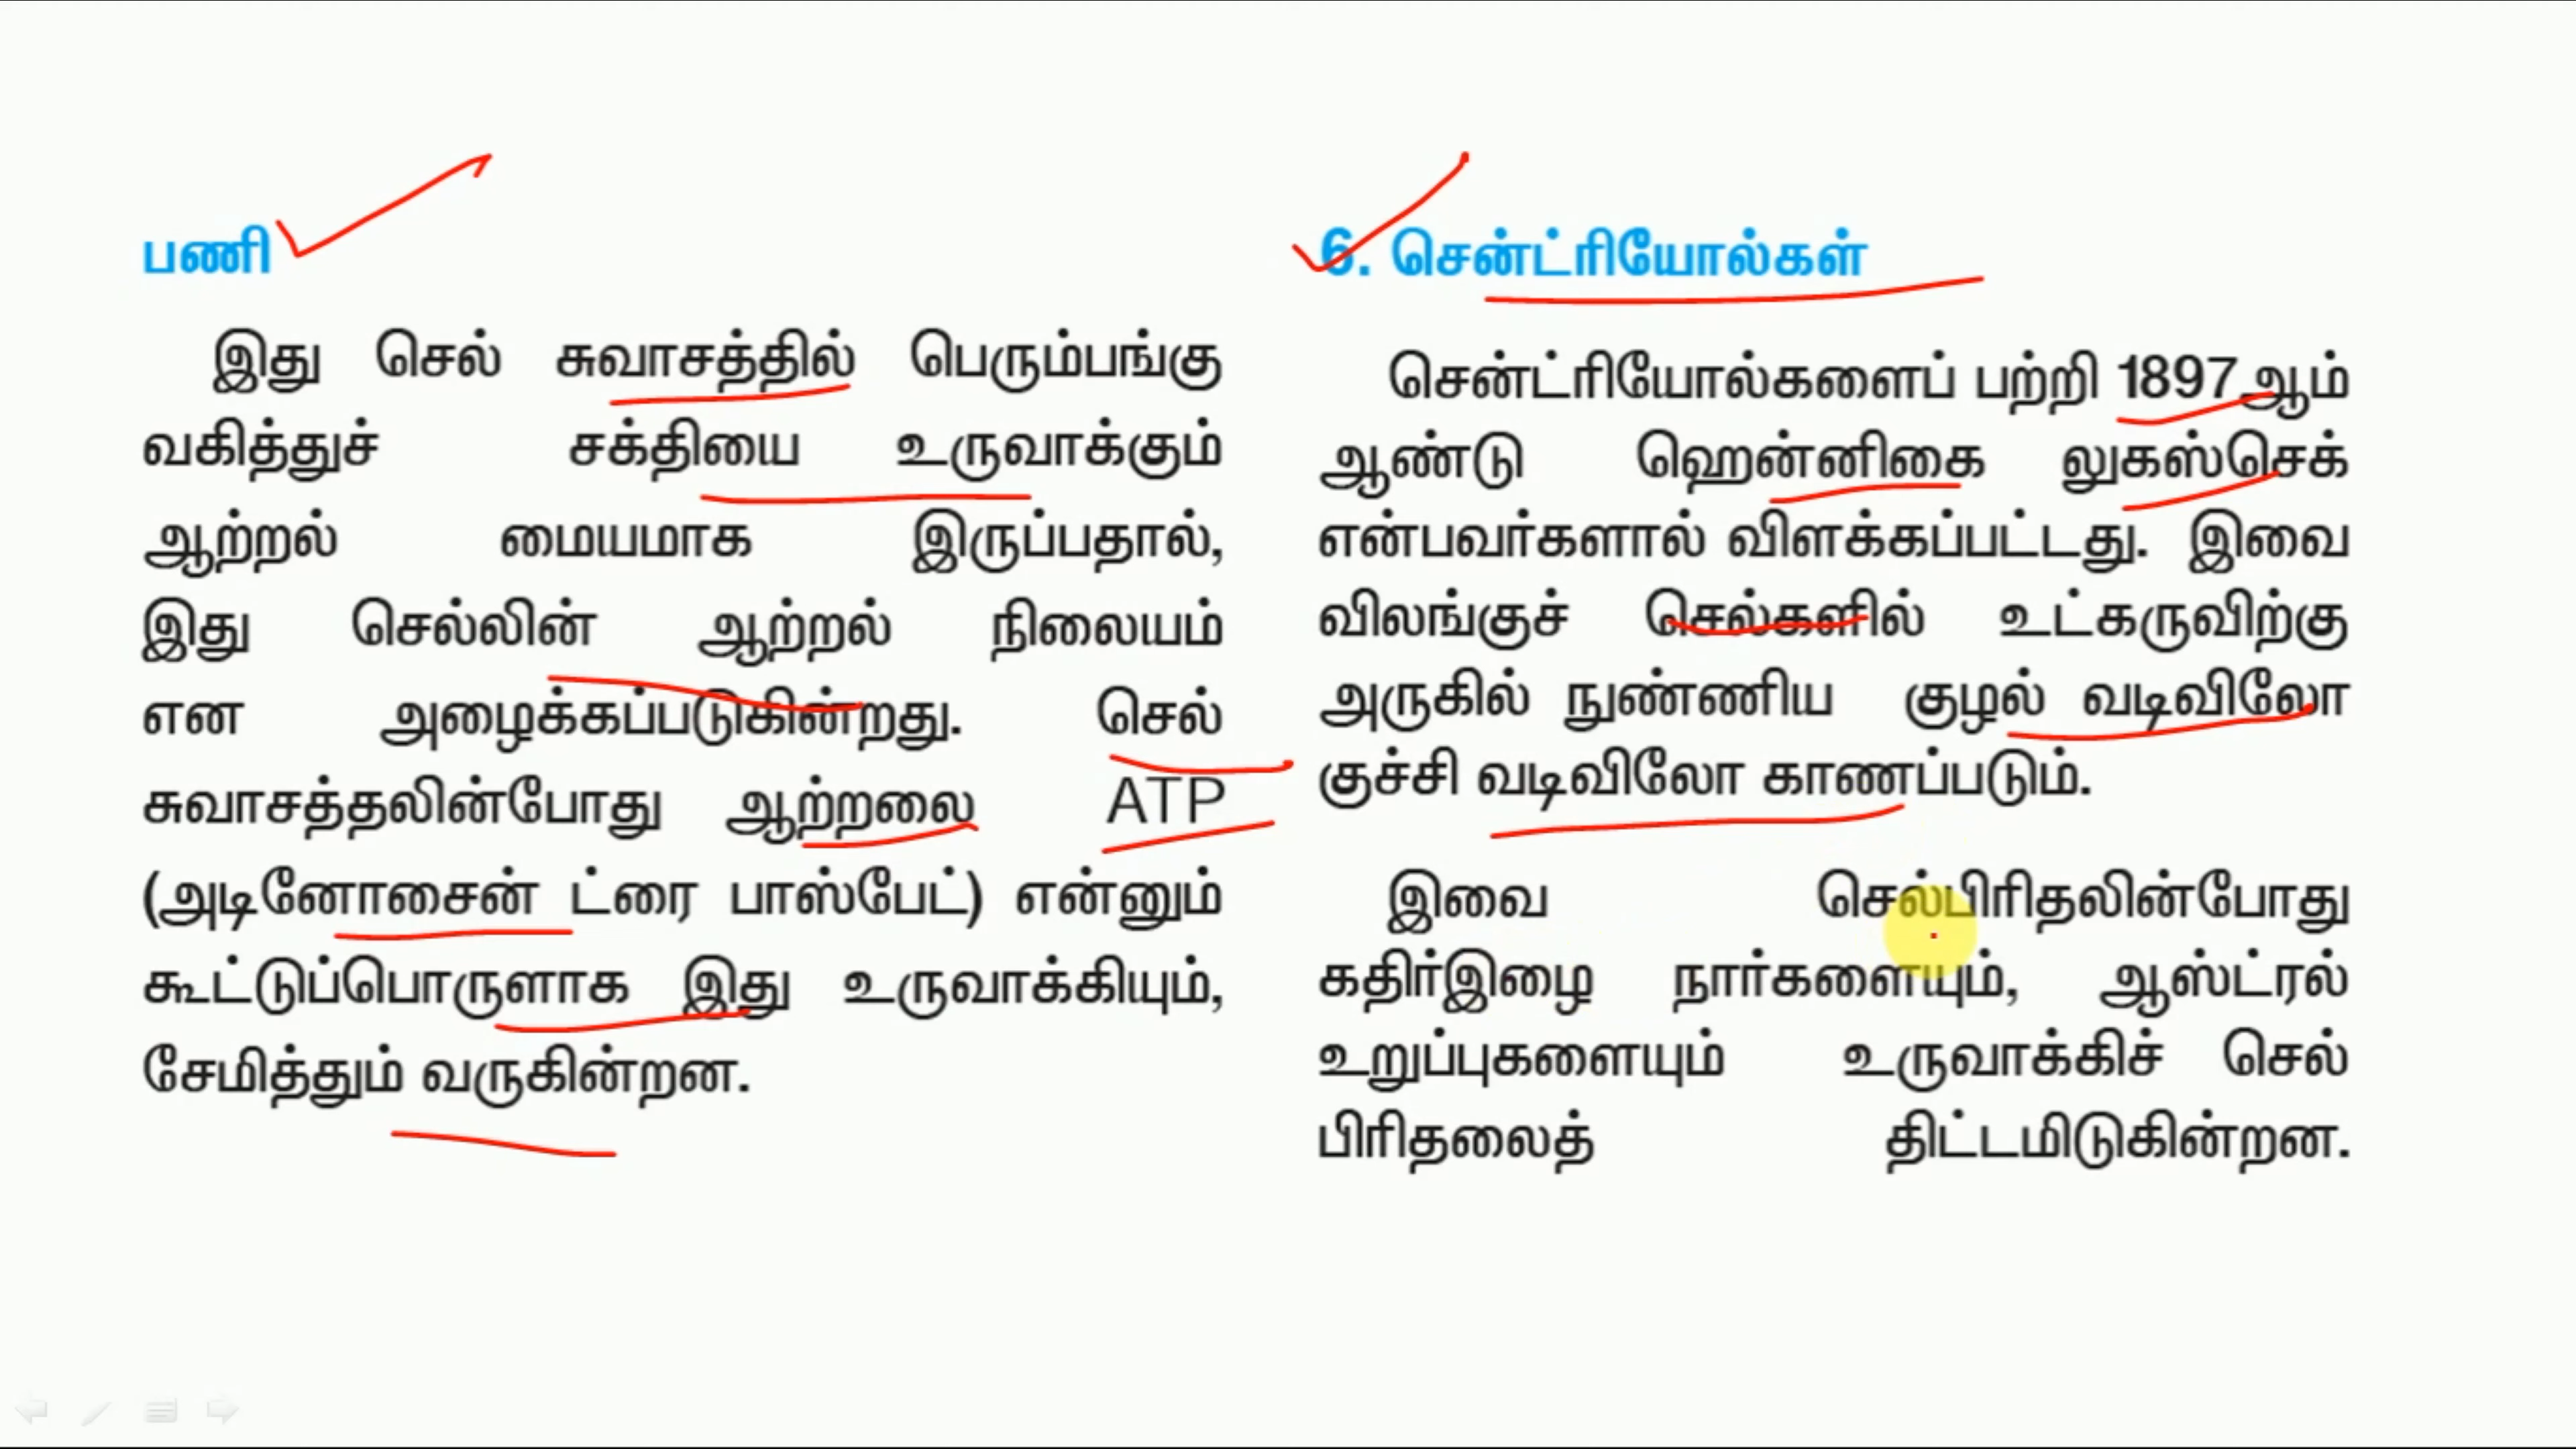 பணி
இது செல் சுவாசத்தில் பெரும்பங்கு
வகித்துச் சக்தியை உருவாக்கும்
ஆற்றல் மையமாக இருப்பதால்,
இது செல்லின் ஆற்றல் நிலையம்
என அழைக்கப்படுகின்றது. செல்
சுவாசத்தலின்போது ஆற்றலை ATP
(அடினோசைன் ட்ரை பாஸ்பேட்) என்னும்
கூட்டுப்பொருளாக இது உருவாக்கியும்,
சேமித்தும் வருகின்றன.
6. சென்ட்ரியோல்கள்
சென்ட்ரியோல்களைப் பற்றி 1897ஆம்
ஆண்டு ஹென்னிகை லுகஸ்செக்
என்பவர்களால் விளக்கப்பட்டது. இவை
விலங்குச் செல்களில் உட்கருவிற்கு
அருகில் நுண்ணிய குழல் வடிவிலோ
குச்சி வடிவிலோ காணப்படும்.
இவை செல்பிரிதலின்போது
கதிர்இழை நார்களையும், ஆஸ்ட்ரல்
உறுப்புகளையும் உருவாக்கிச் செல்
பிரிதலைத் திட்டமிடுகின்றன.